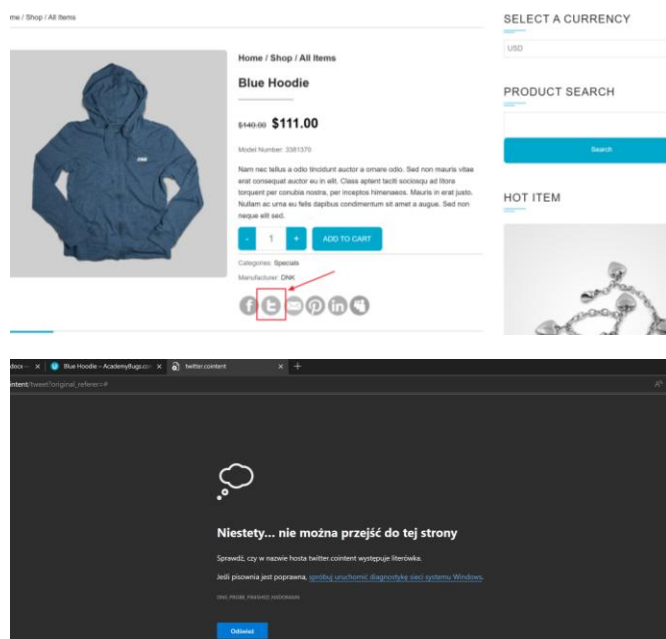 me / Shop / All Items
Home / Shop / All Items
Blue Hoodie
$140.00 $111.00
Model Number: 3381370
Nam nec tellus a odio tincidunt auctor a ornare odio. Sed non mauris vitae
erat consequat auctor eu in elit. Class aptent taciti sociosqu ad litora
torquent per conubia nostra, per inceptos himenaeos. Mauris in erat justo.
Nullam ac urna eu felis dapibus condimentum sit amet a augue. Sed non
neque elit sed.
- 1 + ADD TO CART
Categories: Specials
Manufacturer: DNK
DNK
SELECT A CURRENCY
USD
PRODUCT SEARCH
Search
HOT ITEM
docx Blue Hoodie – AcademyBugs.com twitter.cointent
intent/tweet?original_referer=#
Niestety... nie można przejść do tej strony
Sprawdź, czy w nazwie hosta twitter.cointent występuje literówka.
Jeśli pisownia jest poprawna, spróbuj uruchomić diagnostykę sieci systemu Windows.
DNS_PROBE_FINISHED_NXDOMAIN
Odśwież